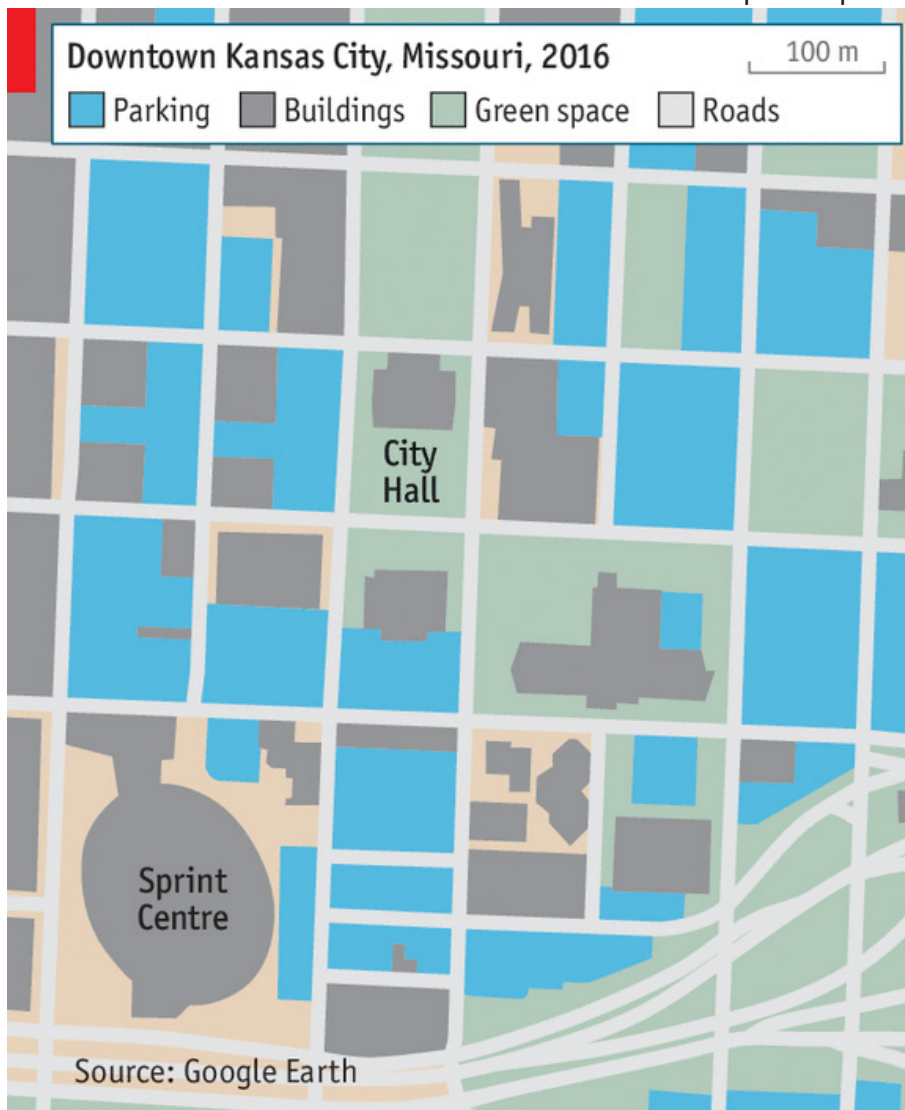 Downtown Kansas City, Missouri, 2016
100 m
Parking
Buildings
Green space
Roads
City
Hall
Sprint
Centre
Source: Google Earth